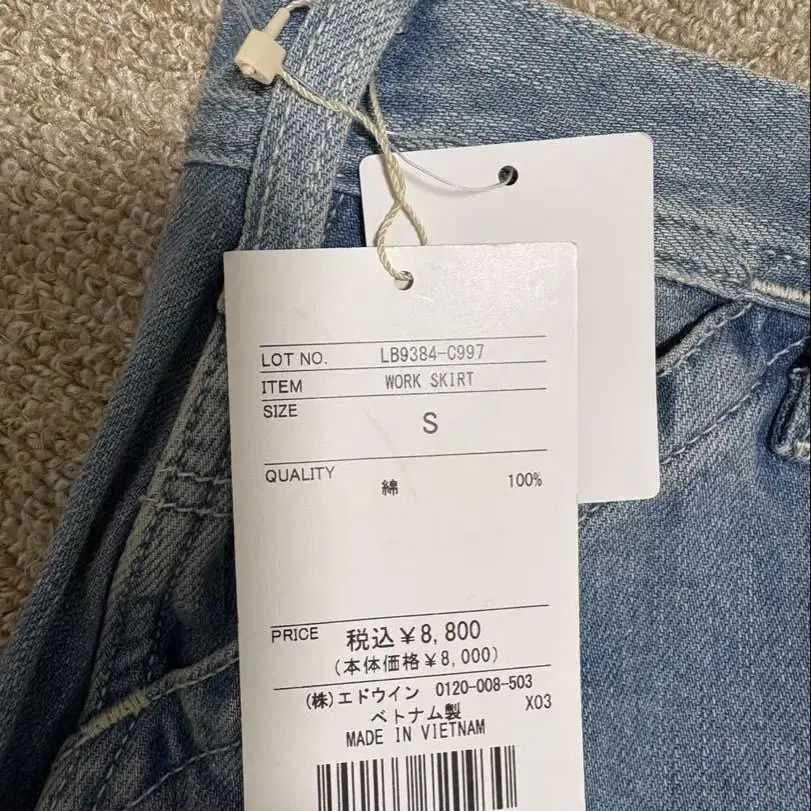 LOT NO. LB9384-C997
ITEM WORK SKIRT
SIZE S
QUALITY 綿 100%
PRICE 税込¥8,800
(本体価格¥8,000)
(株)エドウイン 0120-008-503
ベトナム製 X03
MADE IN VIETNAM